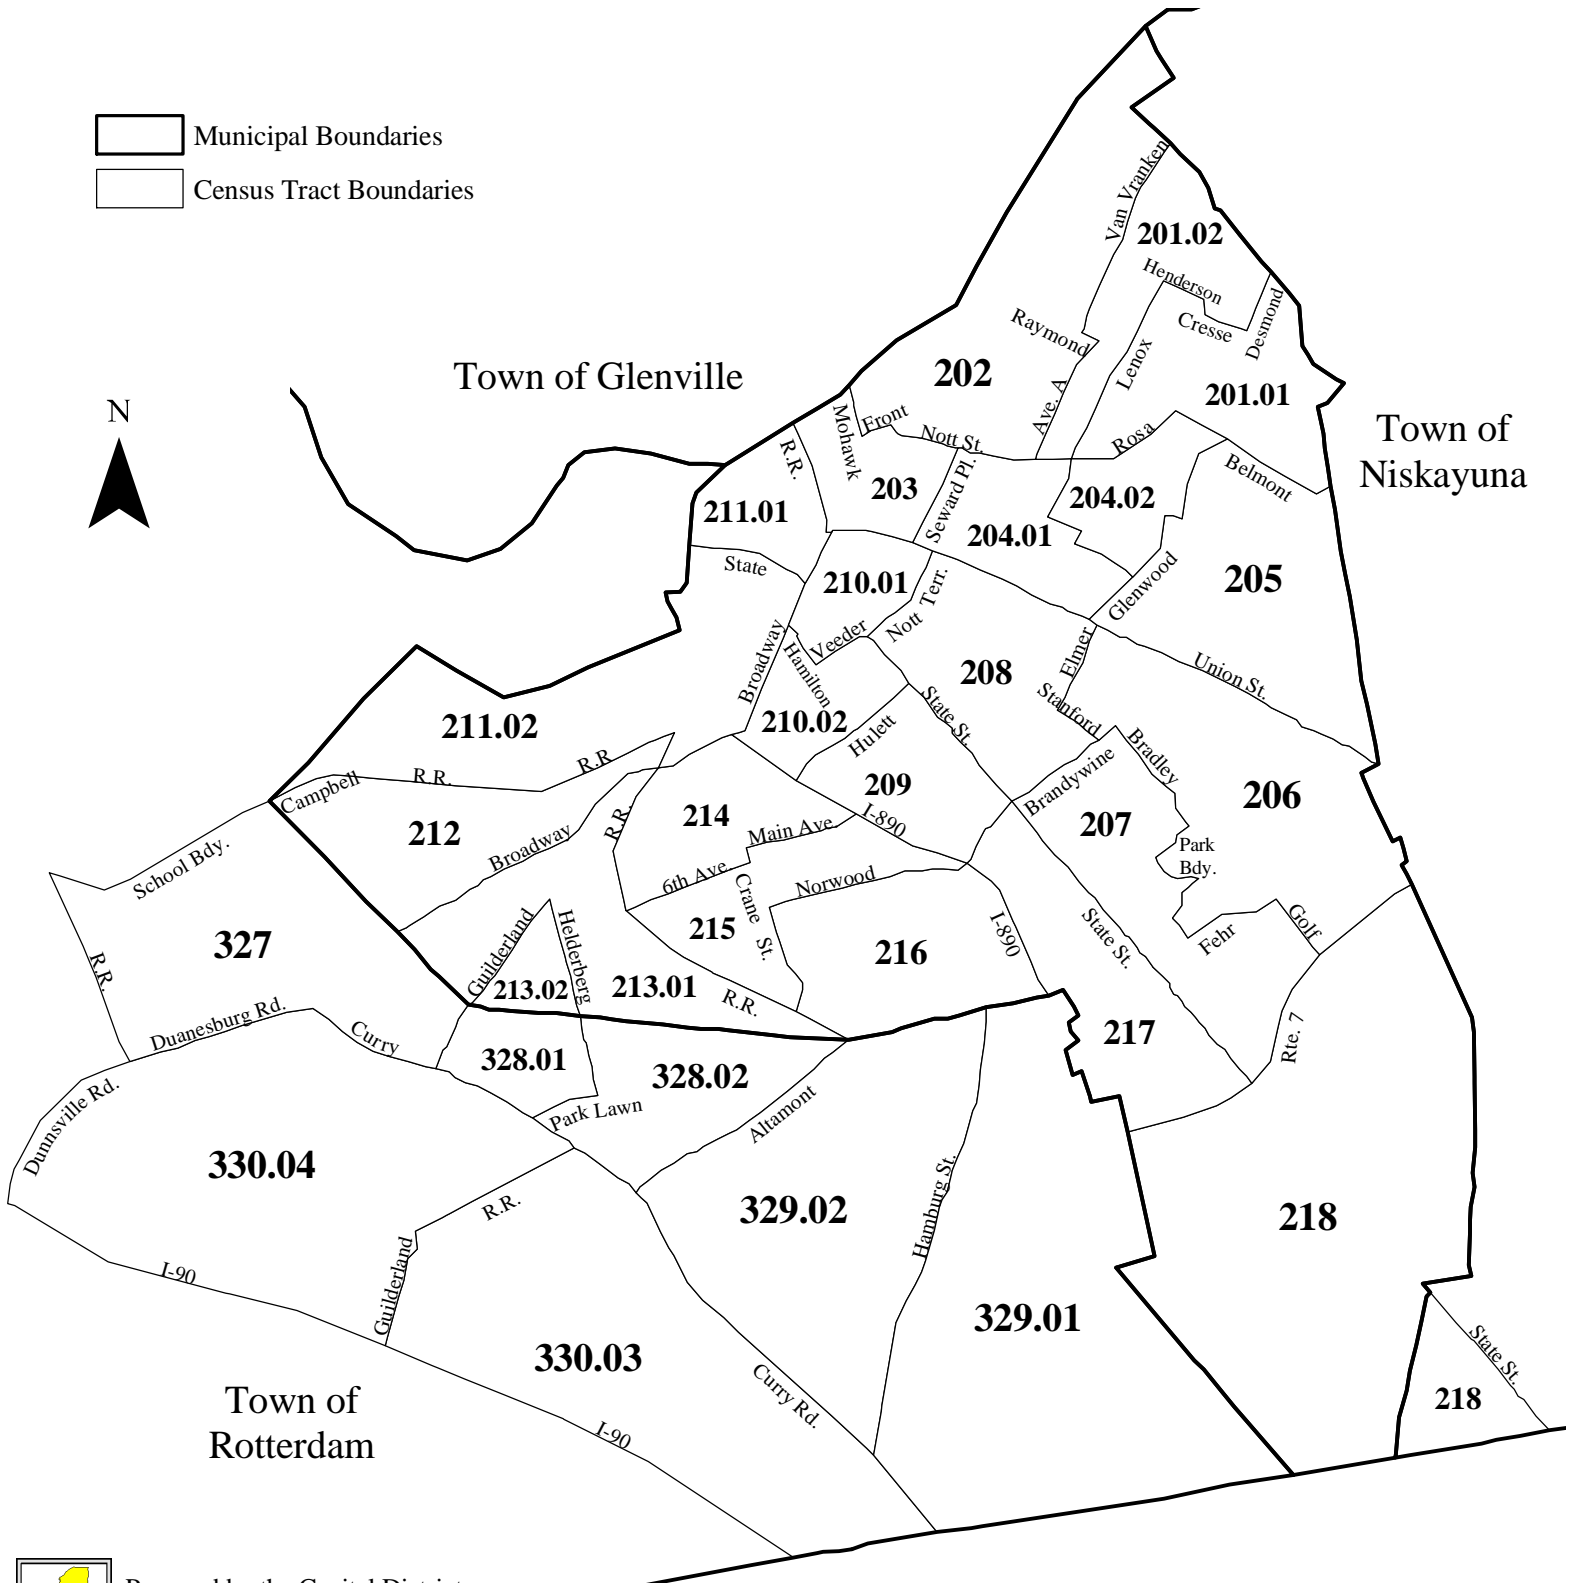 Municipal Boundaries
Census Tract Boundaries
Van Vranken
201.02
Henderson
Cresse
Desmond
Raymond
Lenox
Town of Glenville
202
201.01
Ave. A
N
Mohawk
Front
Nott St.
Rosa
Town of
Niskayuna
R.R.
Seward Pl.
Belmont
203
204.02
211.01
204.01
State
210.01
Nott Terr.
Glenwood
205
Veeder
Broadway
Hamilton
Elmer
208
Union St.
Stanford
211.02
210.02
Hulett
State St.
Bradley
Campbell
R.R.
R.R.
209
Brandywine
206
212
Broadway
R.R.
214
Main Ave.
I-890
207
School Bdy.
6th Ave.
Crane St.
Norwood
Park
Bdy.
327
R.R.
Guilderland
Helderberg
215
216
I-890
State St.
Fehr
Golf
213.02
213.01
R.R.
Duanesburg Rd.
Curry
217
Rte. 7
328.01
328.02
Dunnsville Rd.
Park Lawn
Altamont
330.04
R.R.
329.02
Hamburg St.
218
I-90
Guilderland
329.01
330.03
State St.
Town of
Rotterdam
Curry Rd.
218
I-90
Prepared by the Capital District